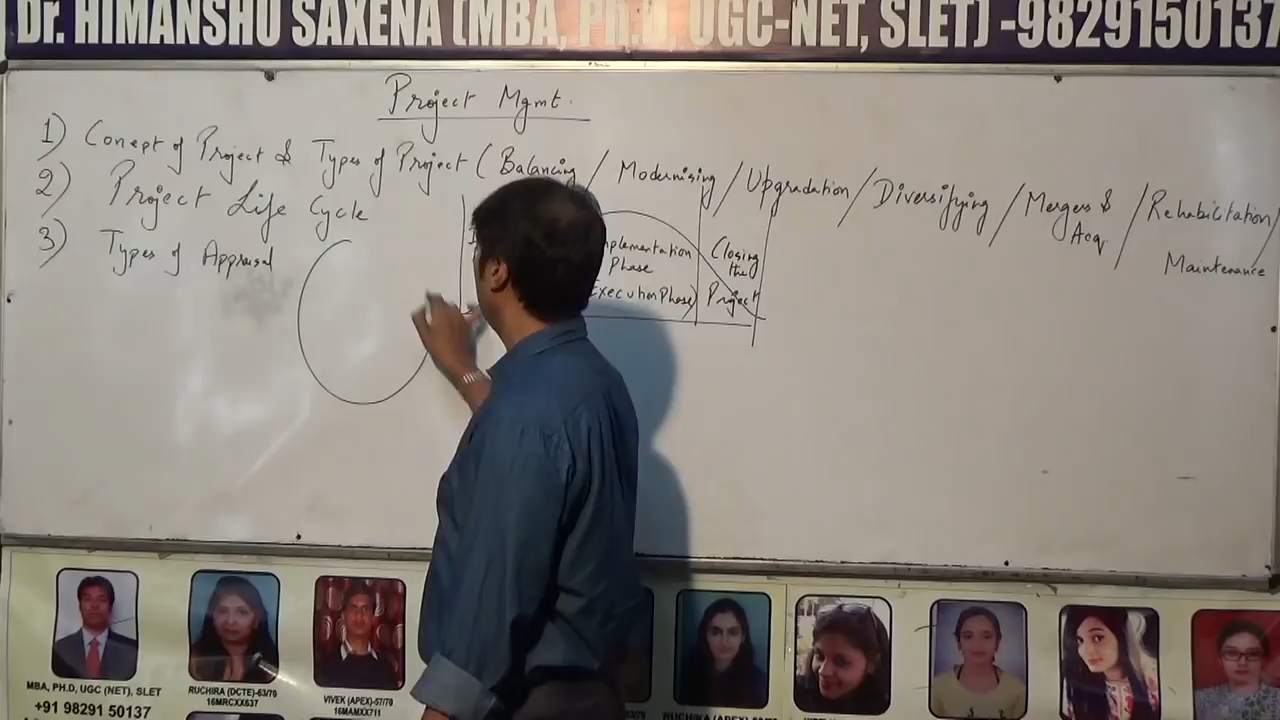 Dr. HIMANSHU SAXENA (MBA, Ph.D, UGC-NET, SLET) -9829150137
Project Mgmt.
1) Concept of Project & Types of Project ( Balancing / Modernising / Upgradation / Diversifying / Mergers & Acq / Rehabilitation /
Maintenance
2) Project Life Cycle
3) Types of Appraisal
Implementation
Phase
Execution Phase)
Closing
the
Project
MBA, PH.D, UGC (NET), SLET
+91 98291 50137
RUCHIRA (DCTE)-63/70
16MRCXX637
VIVEK (APEX)-57/70
16MAMXX711